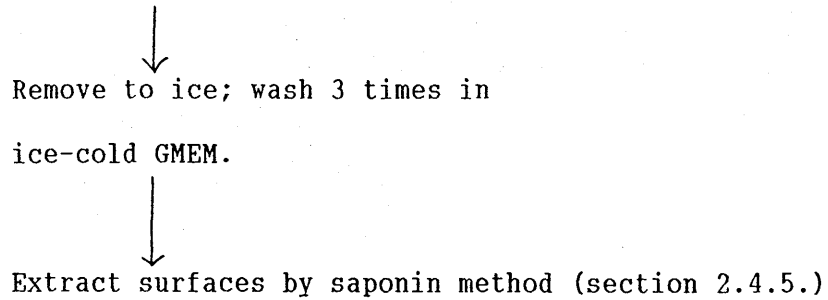 Remove to ice; wash 3 times in
ice-cold GMEM.
Extract surfaces by saponin method (section 2.4.5.)